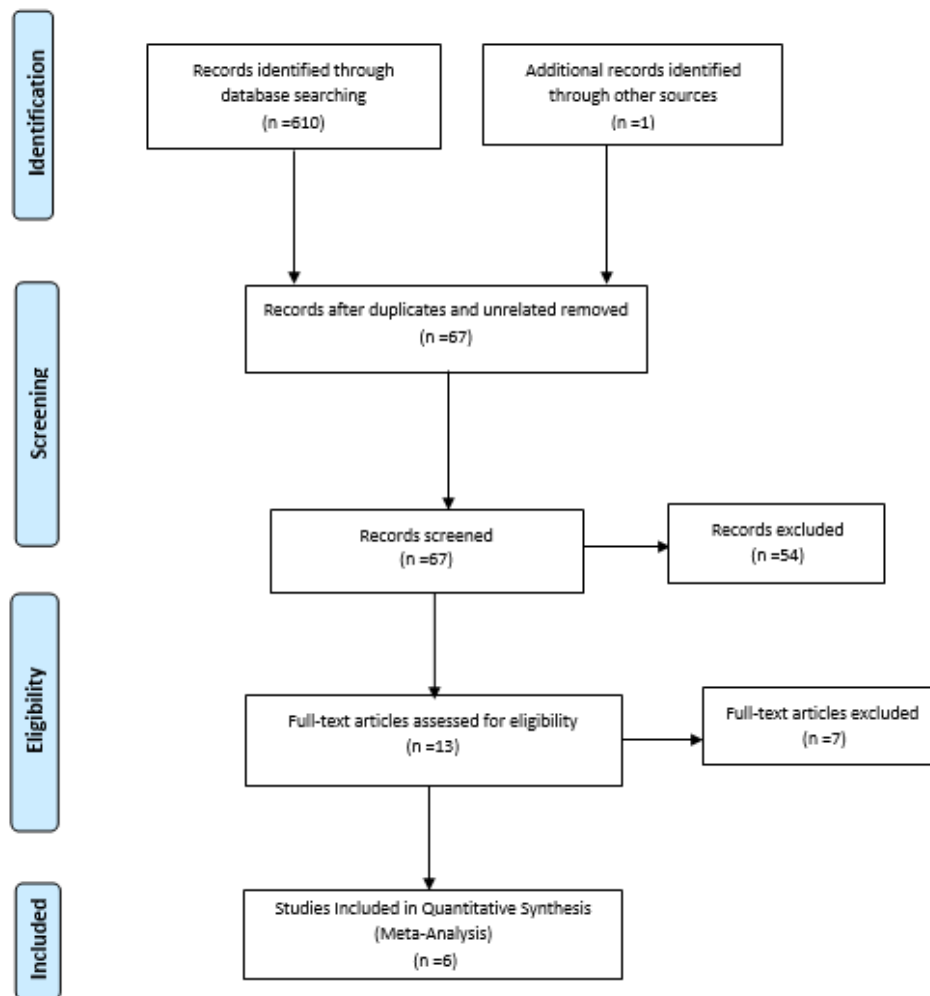 Identification
Records identified through
database searching
(n =610)
Additional records identified
through other sources
(n =1)
Screening
Records after duplicates and unrelated removed
(n =67)
Records screened
(n =67)
Records excluded
(n =54)
Eligibility
Full-text articles assessed for eligibility
(n =13)
Full-text articles excluded
(n =7)
Included
Studies Included in Quantitative Synthesis
(Meta-Analysis)
(n =6)